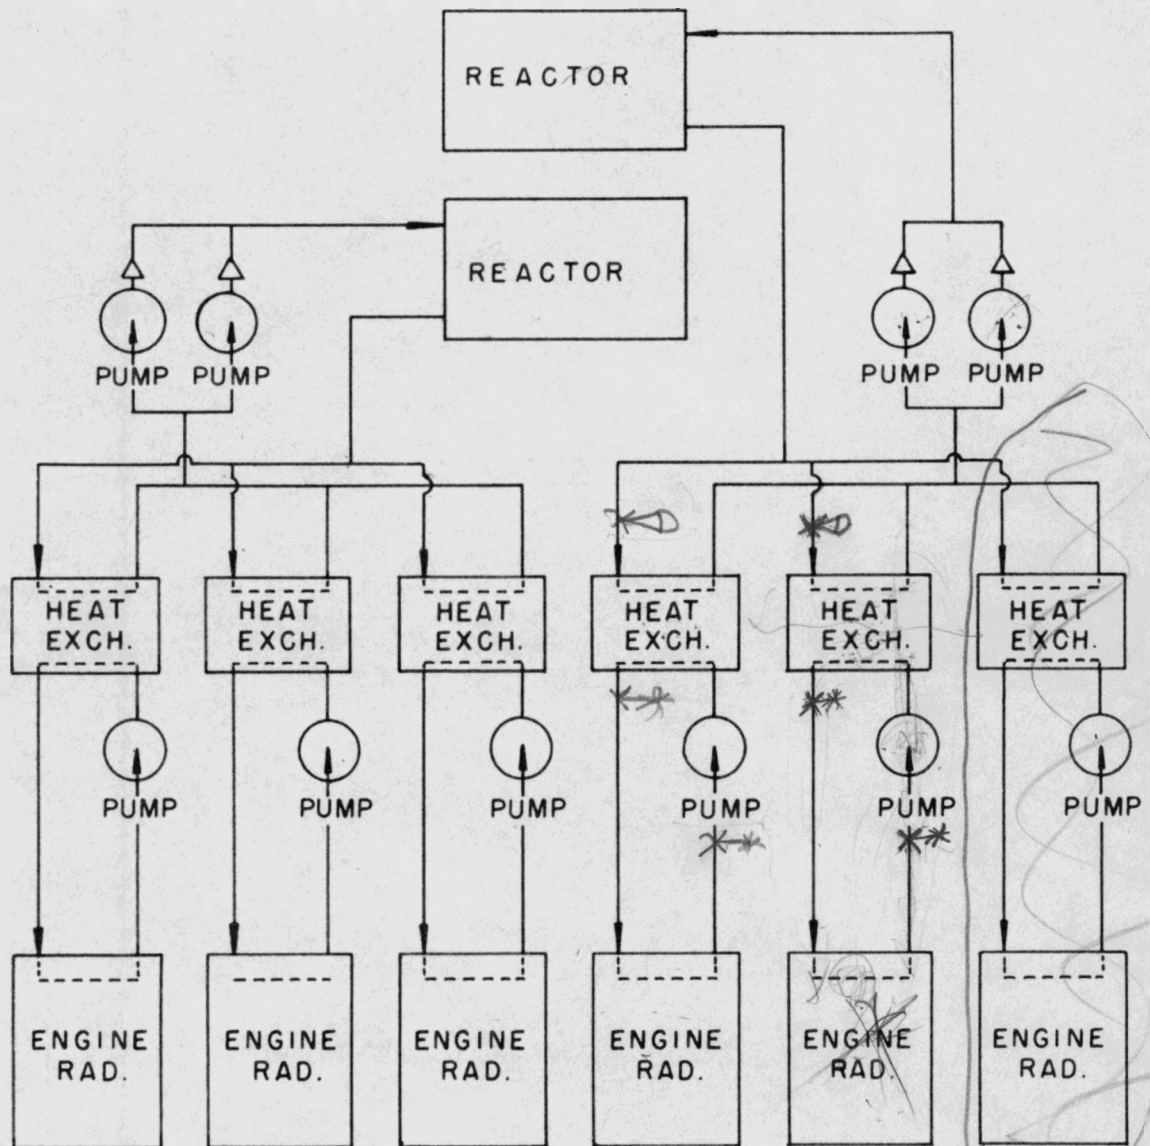 REACTOR
REACTOR
PUMP PUMP
PUMP PUMP
HEAT EXCH.
HEAT EXCH.
HEAT EXCH.
HEAT EXCH.
HEAT EXCH.
HEAT EXCH.
PUMP
PUMP
PUMP
PUMP
PUMP
PUMP
ENGINE RAD.
ENGINE RAD.
ENGINE RAD.
ENGINE RAD.
ENGINE RAD.
ENGINE RAD.